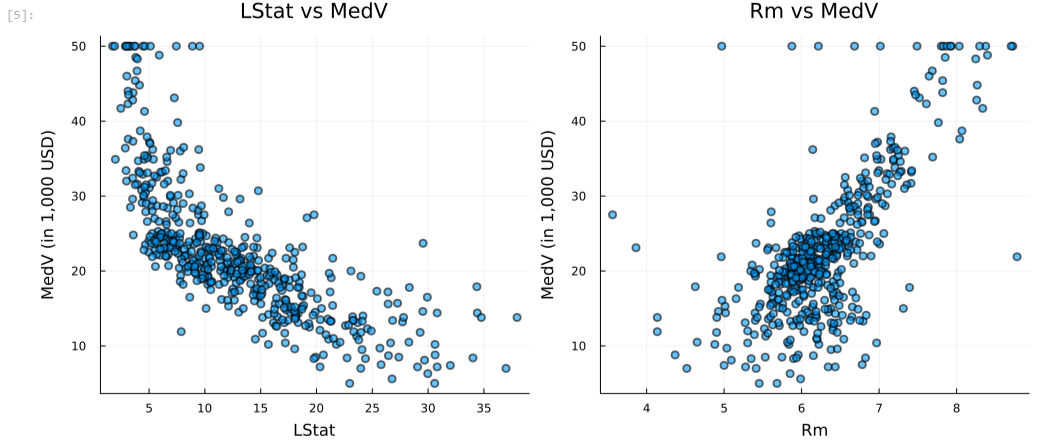 [5]:
LStat vs MedV
MedV (in 1,000 USD)
50
40
30
20
10
5 10 15 20 25 30 35
LStat
Rm vs MedV
MedV (in 1,000 USD)
50
40
30
20
10
4 5 6 7 8
Rm